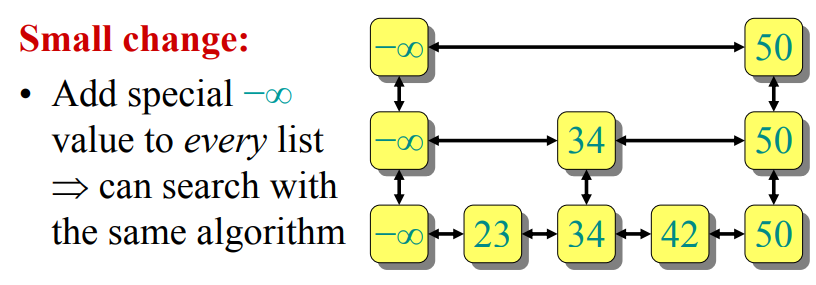 Small change:
• Add special −∞
value to every list
⇒ can search with
the same algorithm
−∞ 50
−∞ 34 50
−∞ 23 34 42 50